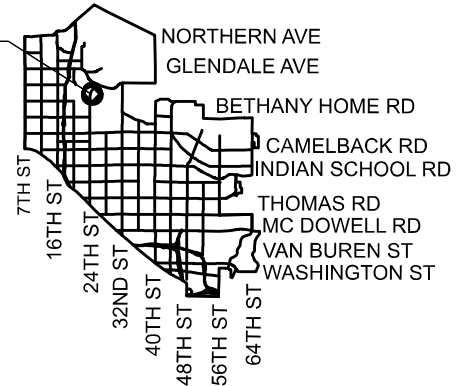 NORTHERN AVE
GLENDALE AVE
BETHANY HOME RD
CAMELBACK RD
INDIAN SCHOOL RD
THOMAS RD
MC DOWELL RD
VAN BUREN ST
WASHINGTON ST
7TH ST
16TH ST
24TH ST
32ND ST
40TH ST
48TH ST
56TH ST
64TH ST